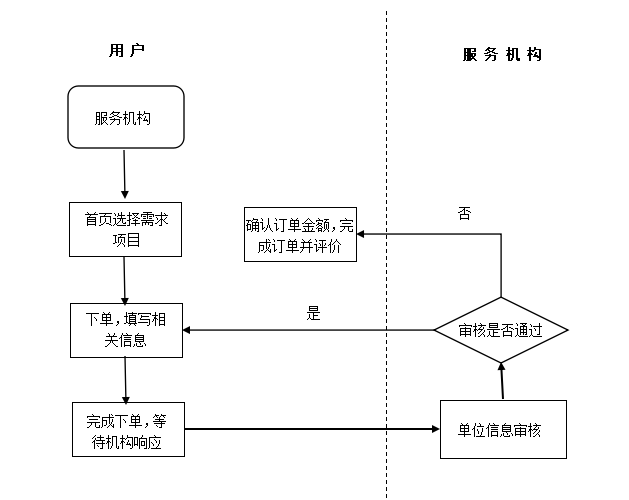 用户
服务机构
服务机构
首页选择需求
项目
确认订单金额，完
成订单并评价
否
下单，填写相
关信息
是
审核是否通过
完成下单，等
待机构响应
单位信息审核